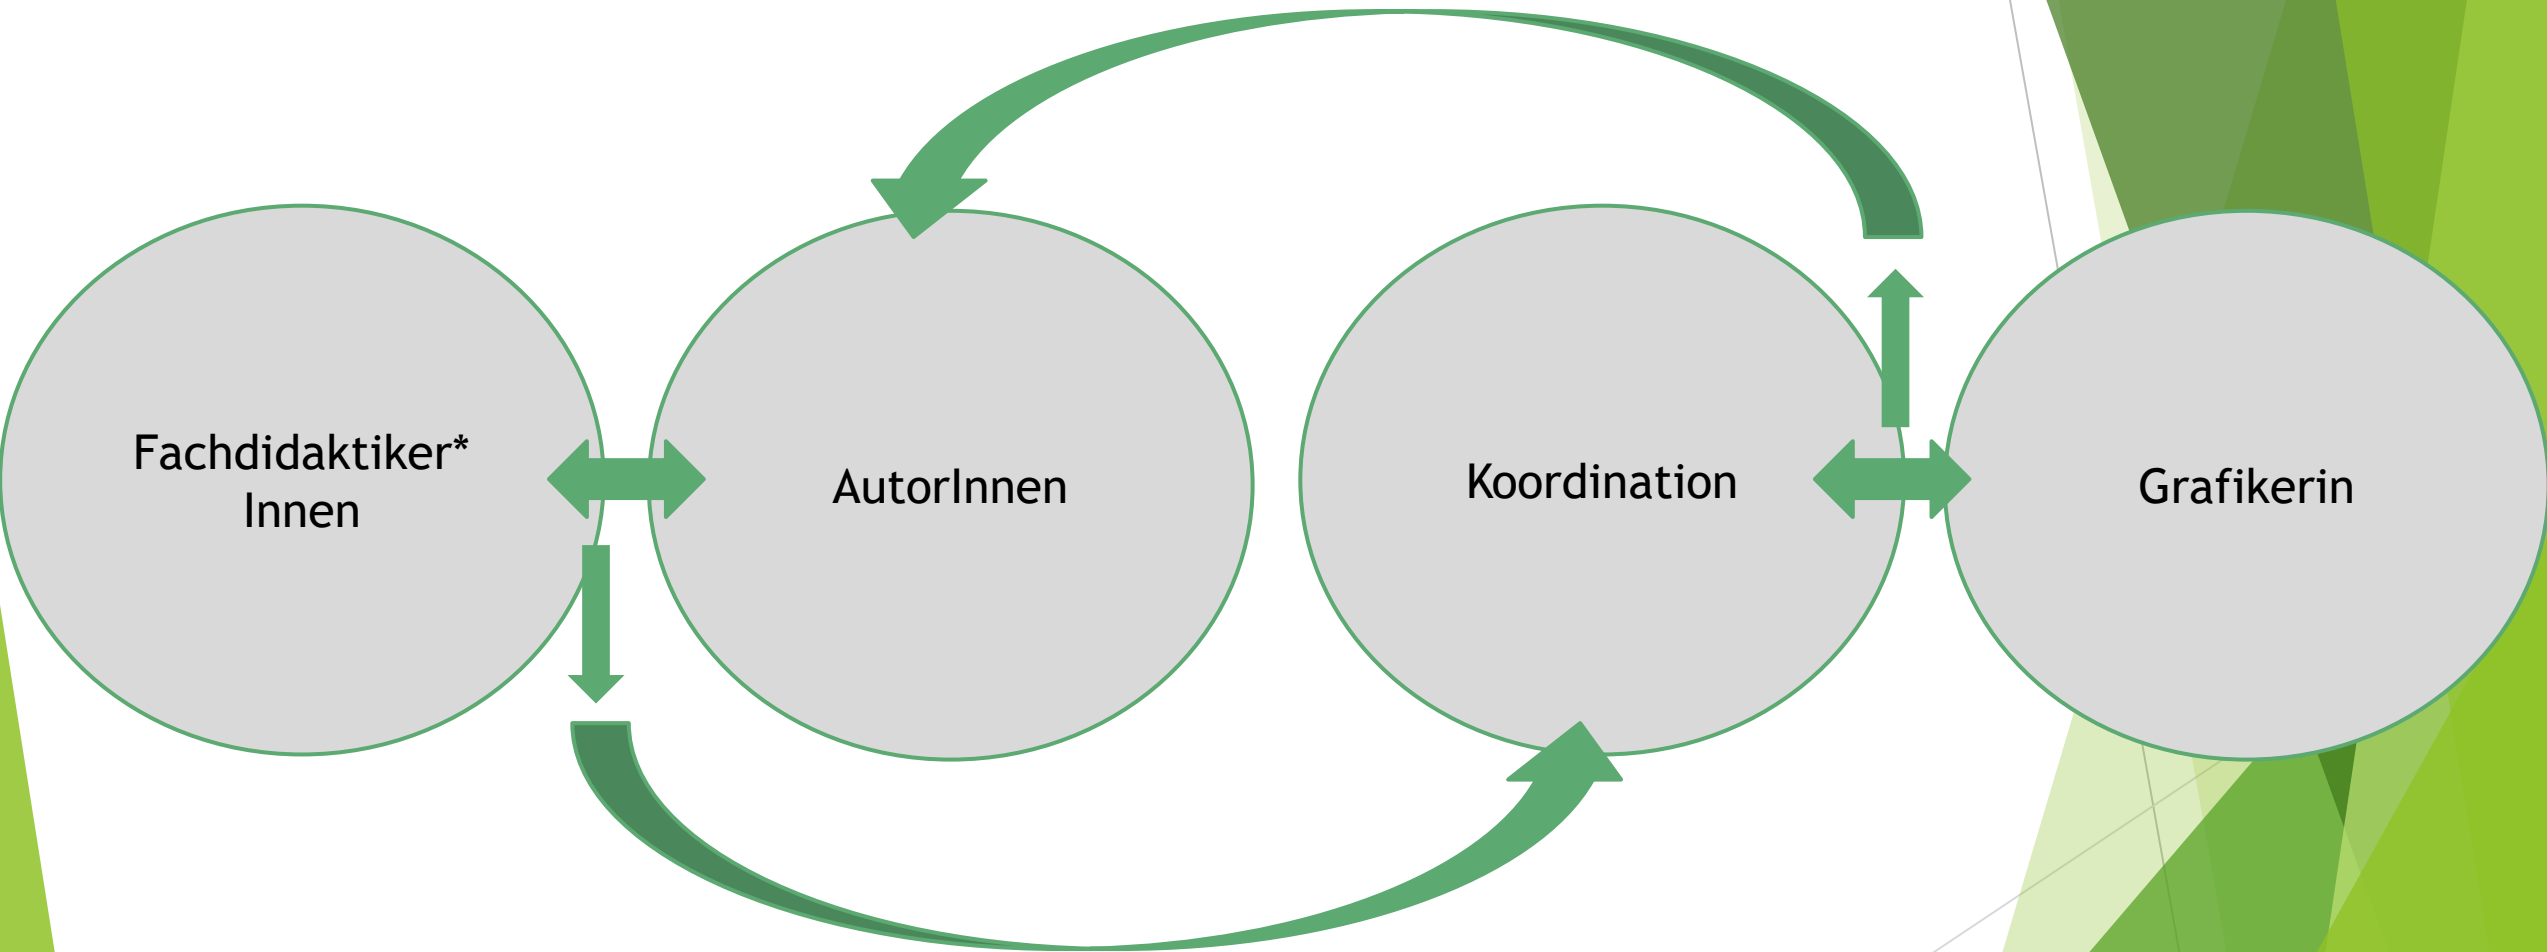 Fachdidaktiker*
Innen
AutorInnen
Koordination
Grafikerin